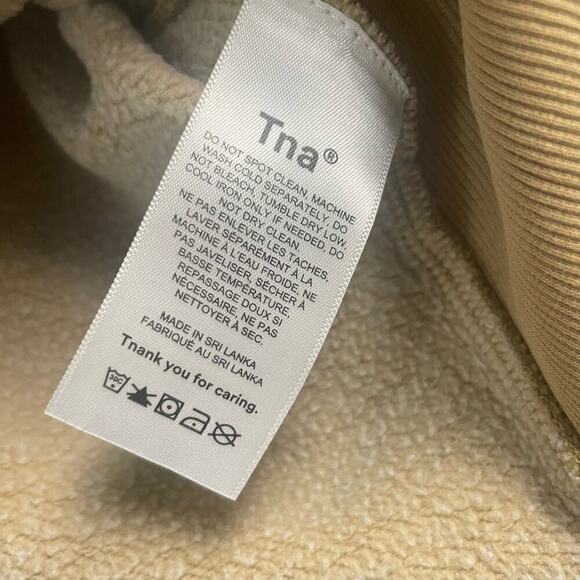 Tna®
DO NOT SPOT CLEAN. MACHINE
WASH COLD SEPARATELY. DO
NOT BLEACH. TUMBLE DRY LOW.
COOL IRON ONLY IF NEEDED. DO
NOT DRY CLEAN.
NE PAS ENLEVER LES TACHES.
LAVER SÉPARÉMENT À LA
MACHINE À L'EAU FROIDE. NE
PAS JAVELISER. SÉCHER À
BASSE TEMPÉRATURE.
REPASSAGE DOUX SI
NÉCESSAIRE. NE PAS
NETTOYER À SEC.
MADE IN SRI LANKA
FABRIQUÉ AU SRI LANKA
Tnank you for caring.
30C